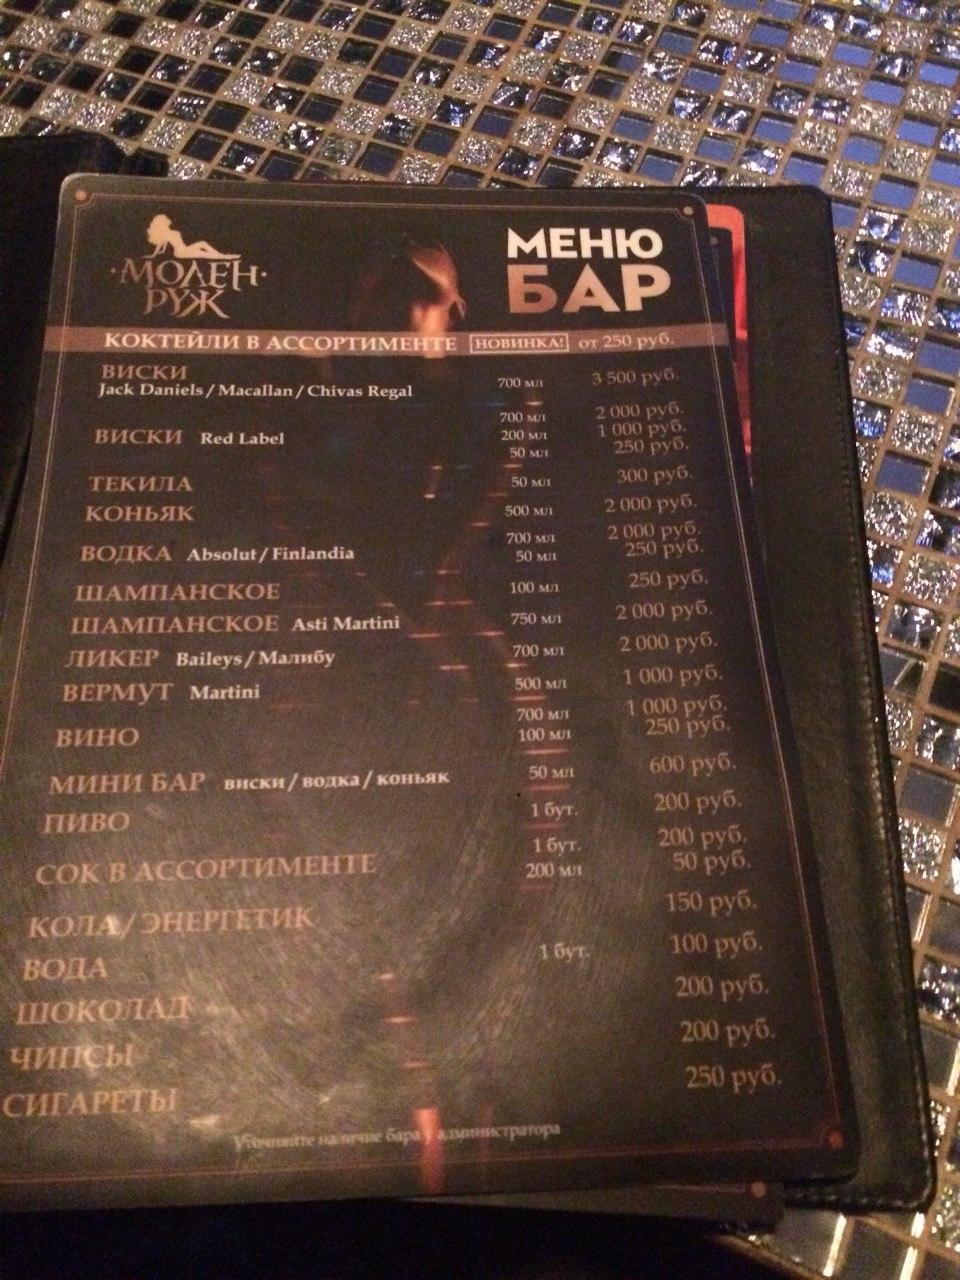 МОЛЕН
РУЖ
МЕНЮ
БАР
КОКТЕЙЛИ В АССОРТИМЕНТЕ НОВИНКА! от 250 руб.
ВИСКИ
Jack Daniels / Macallan / Chivas Regal 700 мл 3 500 руб.
700 мл 2 000 руб.
ВИСКИ Red Label 200 мл 1 000 руб.
50 мл 250 руб.
ТЕКИЛА 50 мл 300 руб.
КОНЬЯК 500 мл 2 000 руб.
700 мл 2 000 руб.
ВОДКА Absolut / Finlandia 50 мл 250 руб.
ШАМПАНСКОЕ 100 мл 250 руб.
ШАМПАНСКОЕ Asti Martini 750 мл 2 000 руб.
ЛИКЕР Baileys / Малибу 700 мл 2 000 руб.
ВЕРМУТ Martini 500 мл 1 000 руб.
700 мл 1 000 руб.
ВИНО 100 мл 250 руб.
МИНИ БАР виски / водка / коньяк 50 мл 600 руб.
ПИВО 1 бут. 200 руб.
1 бут. 200 руб.
СОК В АССОРТИМЕНТЕ 200 мл 50 руб.
КОЛА / ЭНЕРГЕТИК 150 руб.
ВОДА 1 бут. 100 руб.
ШОКОЛАД 200 руб.
ЧИПСЫ 200 руб.
СИГАРЕТЫ 250 руб.
Уточните наличие бара у администратора